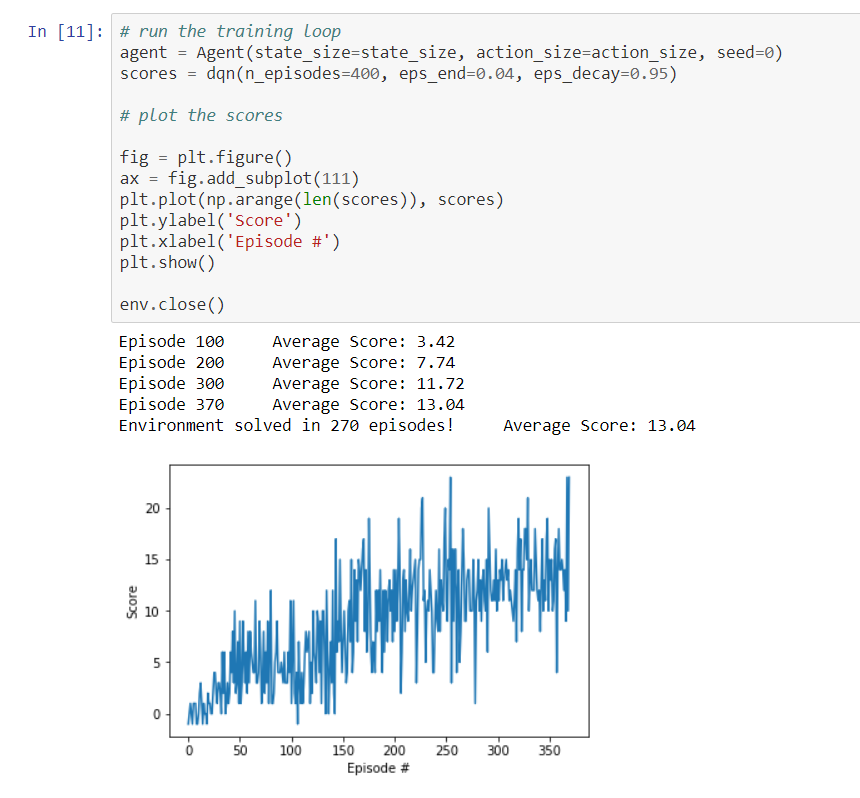 In [11]: # run the training loop
agent = Agent(state_size=state_size, action_size=action_size, seed=0)
scores = dqn(n_episodes=400, eps_end=0.04, eps_decay=0.95)
# plot the scores
fig = plt.figure()
ax = fig.add_subplot(111)
plt.plot(np.arange(len(scores)), scores)
plt.ylabel('Score')
plt.xlabel('Episode #')
plt.show()
env.close()
Episode 100 Average Score: 3.42
Episode 200 Average Score: 7.74
Episode 300 Average Score: 11.72
Episode 370 Average Score: 13.04
Environment solved in 270 episodes! Average Score: 13.04
20
15
Score
10
5
0
0 50 100 150 200 250 300 350
Episode #